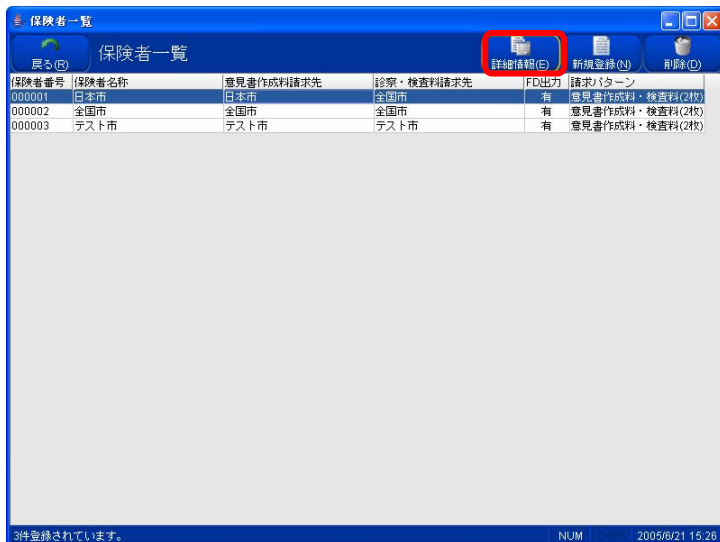 保険者一覧
戻る(R)
保険者一覧
詳細情報(E)
新規登録(N)
削除(D)
保険者番号 保険者名称 意見書作成料請求先 診察・検査料請求先 FD出力 請求パターン
000001 日本市 日本市 全国市 有 意見書作成料・検査料(2枚)
000002 全国市 全国市 全国市 有 意見書作成料・検査料(2枚)
000003 テスト市 テスト市 テスト市 有 意見書作成料・検査料(2枚)
3件登録されています。 NUM 2005/6/21 15:26